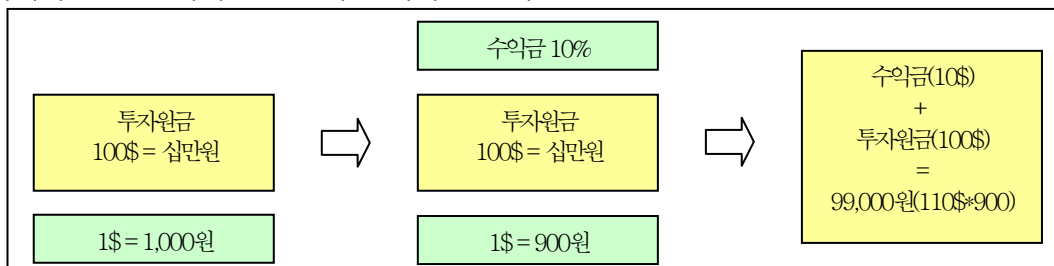 투자원금
100$ = 십만원
1$ = 1,000원
수익금 10%
투자원금
100$ = 십만원
1$ = 900원
수익금(10$)
+
투자원금(100$)
=
99,000원(110$*900)